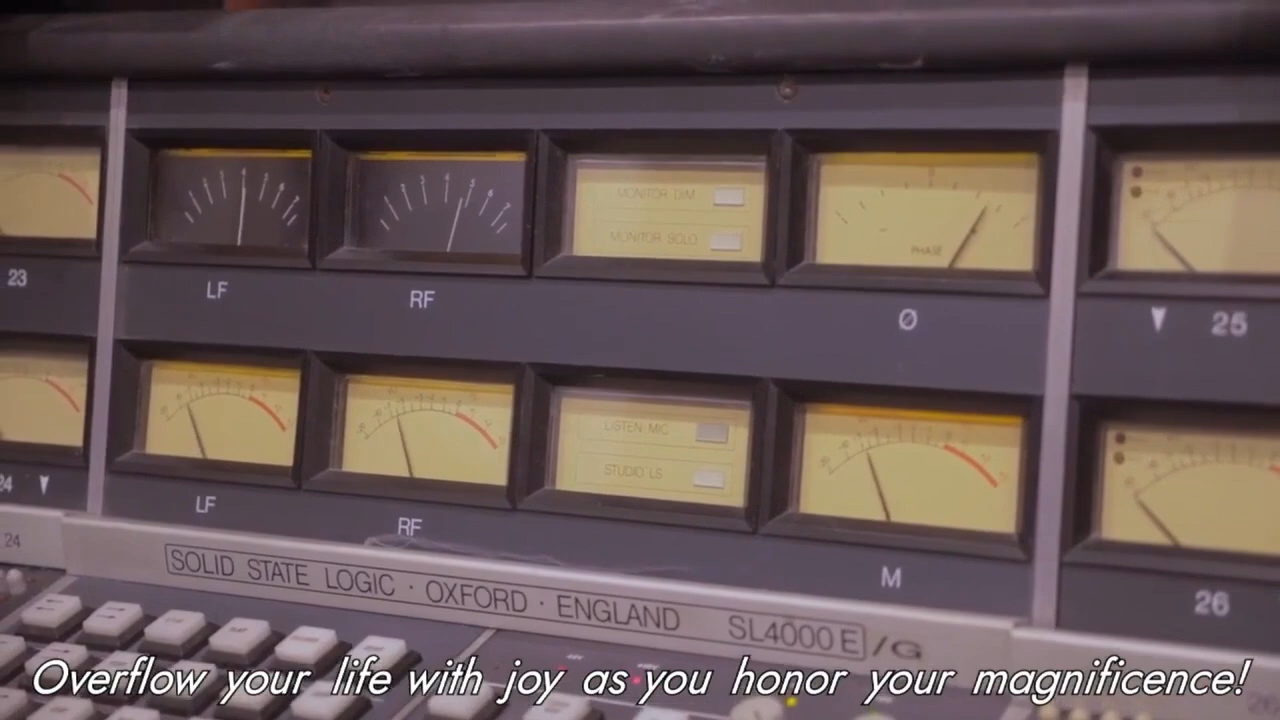 MONITOR DIM
MONITOR SOLO
PHASE
23
LF
RF
Ø
25
LISTEN MIC
STUDIO LS
24
LF
RF
M
26
24
SOLID STATE LOGIC · OXFORD · ENGLAND SL4000 E /G
Overflow your life with joy as you honor your magnificence!